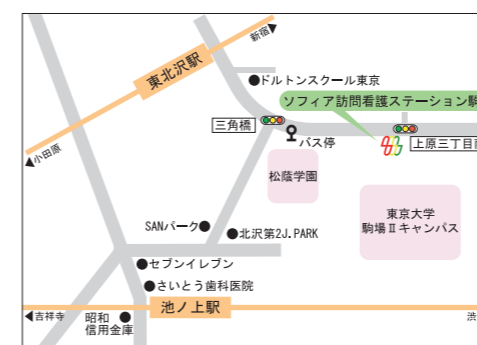 新宿
東北沢駅
●ドルトンスクール東京
ソフィア訪問看護ステーション駒
三角橋
バス停
上原三丁目前
小田原
松蔭学園
東京大学
駒場Ⅱキャンパス
SANパーク●
●北沢第2J.PARK
●セブンイレブン
●さいとう歯科医院
池ノ上駅
吉祥寺
昭和
信用金庫
渋